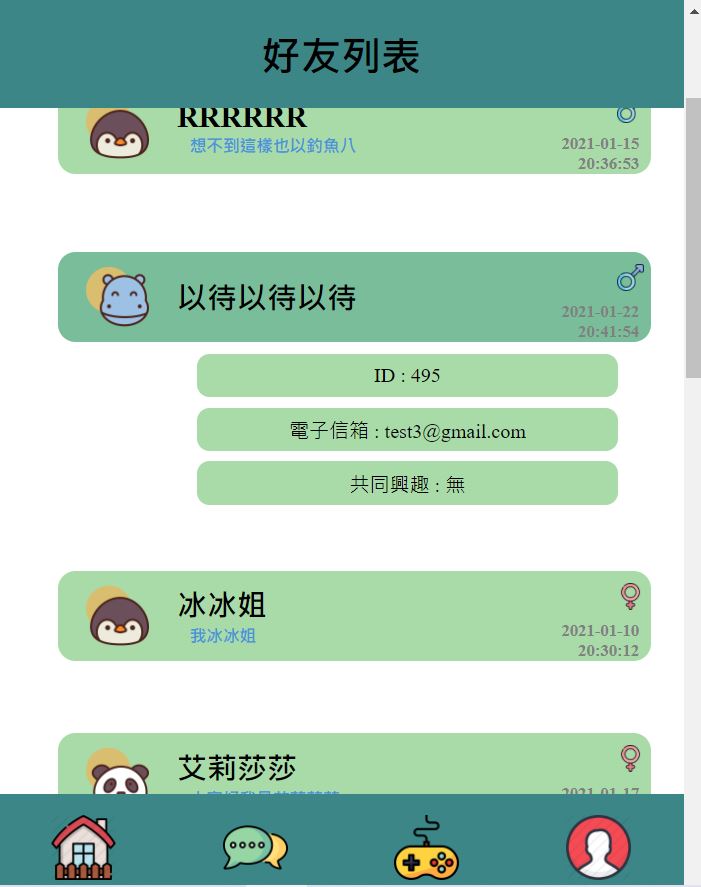 好友列表
RRRRRR
想不到這樣也以釣魚八
2021-01-15
20:36:53
以待以待以待
2021-01-22
20:41:54
ID : 495
電子信箱 : test3@gmail.com
共同興趣 : 無
冰冰姐
我冰冰姐
2021-01-10
20:30:12
艾莉莎莎
2021-01-17